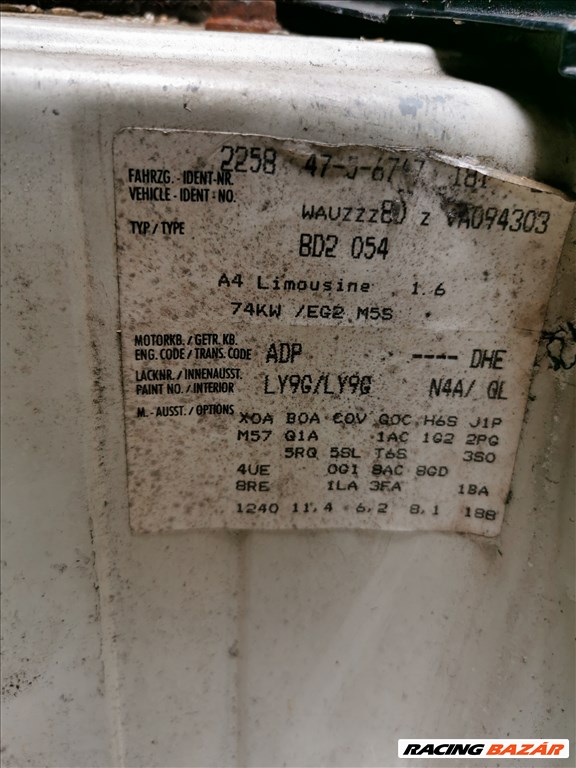 2258 47-3-6747 181
FAHRZG.-IDENT-NR.
VEHICLE-IDENT.-NO.
WAUZZZ8D z VA094303
TYP/TYPE
8D2 054
A4 Limousine 1.6
74KW /EG2 M5S
MOTORKB./GETR.KB.
ENG. CODE/TRANS. CODE ADP ---- DHE
LACKNR./INNENAUSST.
PAINT NO./INTERIOR LY9G/LY9G N4A/ QL
M.-AUSST./OPTIONS
X0A B0A C0V G0C H6S J1P
M57 Q1A 1AC 1G2 2PG
5RQ 5SL T6S 3S0
4UE 0G1 8AC 8GD
8RE 1LA 3FA 1BA
1240 11,4 6,2 8,1 188
RACING BAZÁR.HU